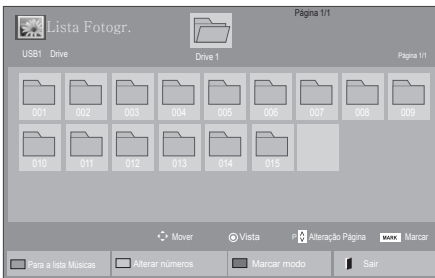 Página 1/1
Lista Fotogr.
USB1 Drive
Drive 1
Página 1/1
001 002 003 004 005 006 007 008 009
010 011 012 013 014 015
Mover Vista P Alteração Página MARK Marcar
Para a lista Músicas Alterar números Marcar modo Sair